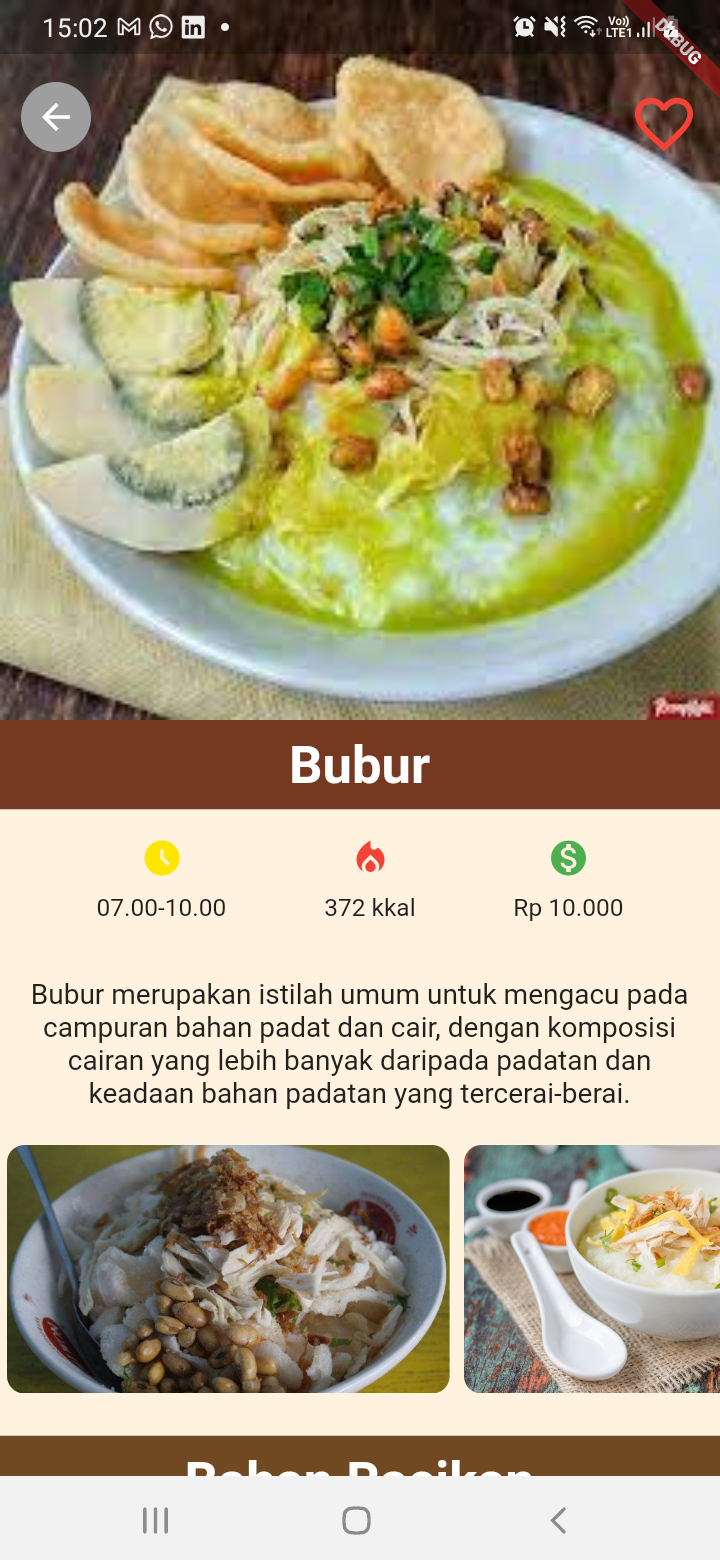 15:02
Vo)) LTE1
DEBUG
Bubur
07.00-10.00
372 kkal
Rp 10.000
Bubur merupakan istilah umum untuk mengacu pada
campuran bahan padat dan cair, dengan komposisi
cairan yang lebih banyak daripada padatan dan
keadaan bahan padatan yang tercerai-berai.